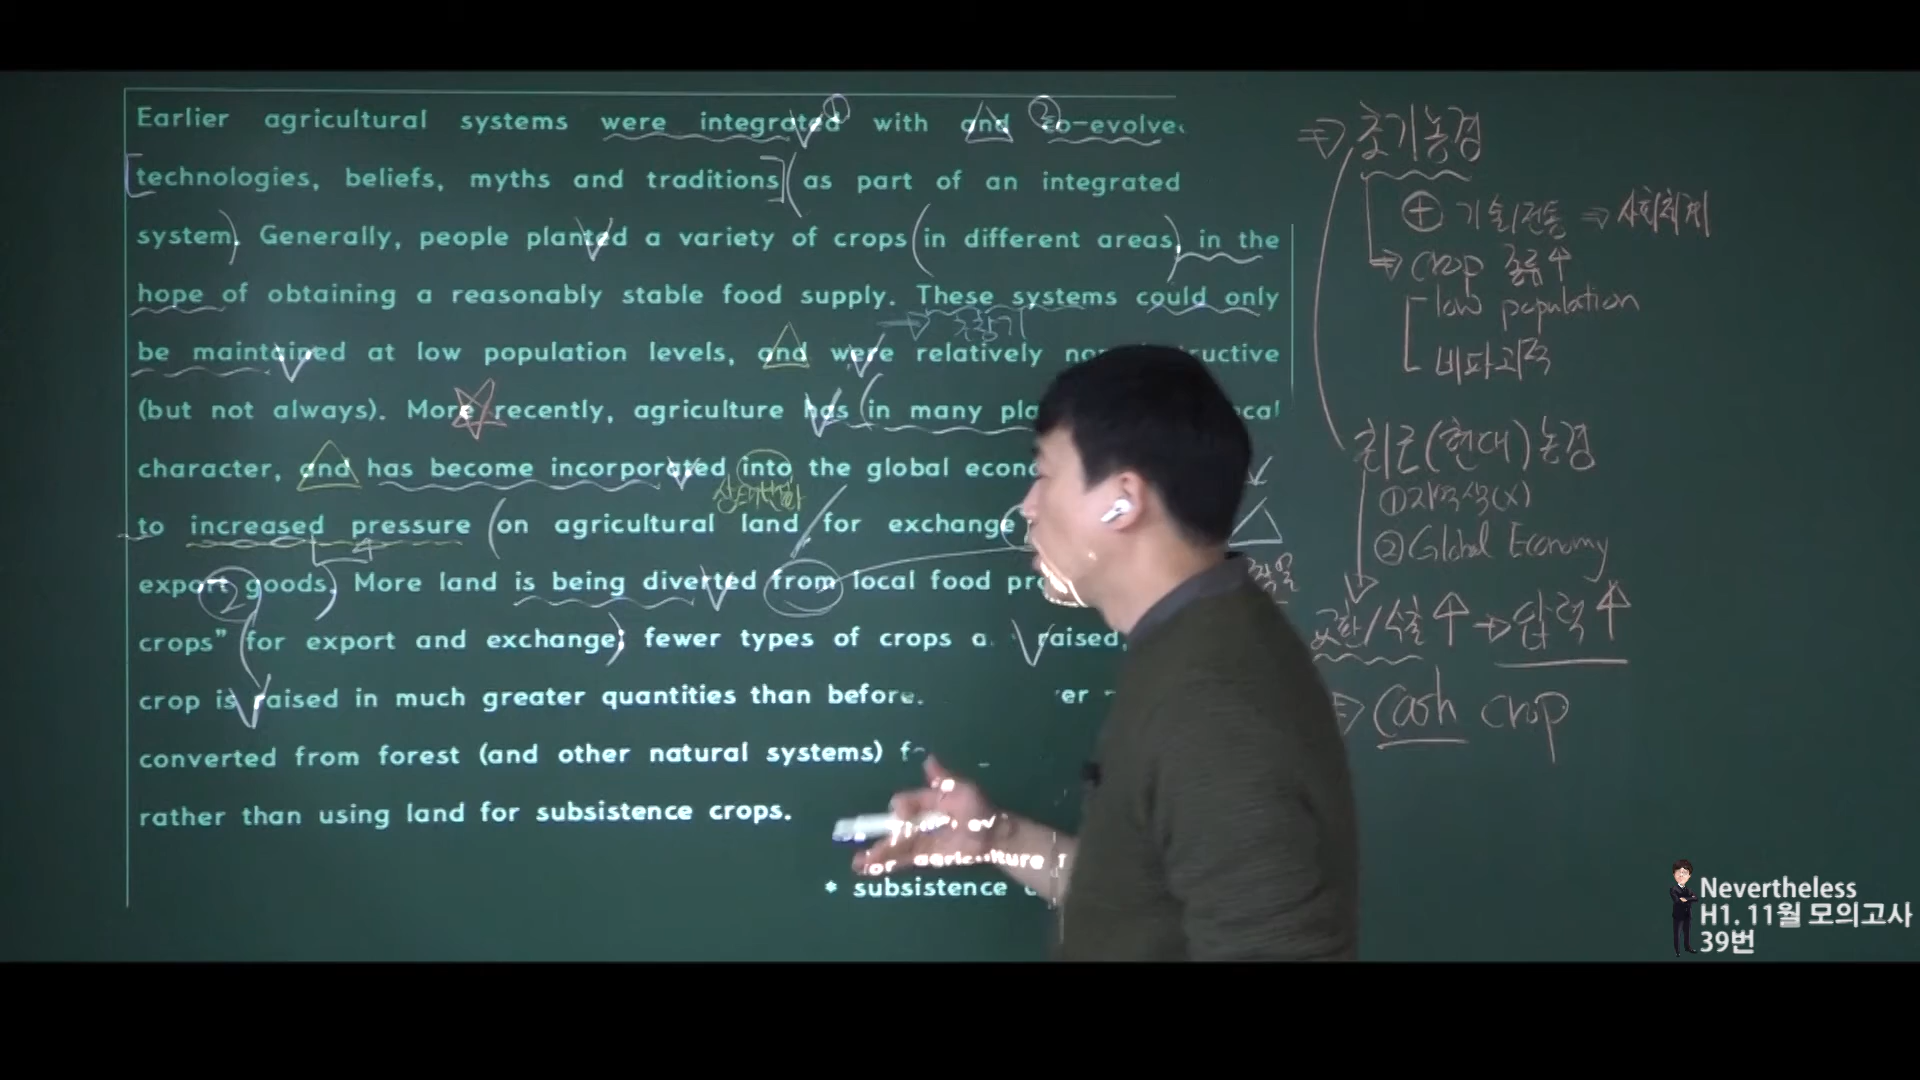 Earlier agricultural systems were integrated with and co-evolve
technologies, beliefs, myths and traditions as part of an integrated
system. Generally, people planted a variety of crops in different areas, in the
hope of obtaining a reasonably stable food supply. These systems could only
be maintained at low population levels, and were relatively
(but not always). More recently, agriculture has in many
character, and has become incorporated into the global
상태변화
to increased pressure on agricultural land for exchange
export goods. More land is being diverted from local food
crops" for export and exchange; fewer types of crops raised,
crop is raised in much greater quantities than before.
converted from forest (and other natural systems)
rather than using land for subsistence crops.
* subsistence
① ②
②
⇒ 초기농경
⊕ 기술/전통 ⇒ 사회체계
→ crop 종류↑
low population
비파괴적
최근(현대)농경
①지역색(X)
②Global Economy
교환/수출↑ → 압력↑
⇒ Cash crop
Nevertheless
H1. 11월 모의고사
39번